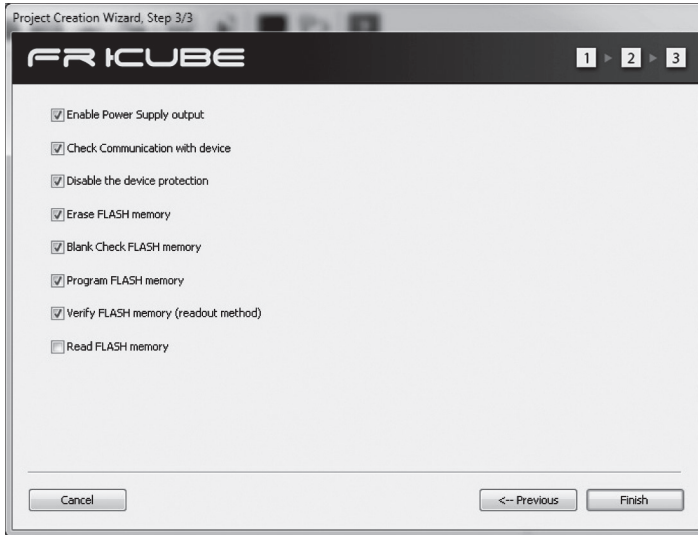 Project Creation Wizard, Step 3/3
FR ICUBE
1 2 3
Enable Power Supply output
Check Communication with device
Disable the device protection
Erase FLASH memory
Blank Check FLASH memory
Program FLASH memory
Verify FLASH memory (readout method)
Read FLASH memory
Cancel
<-- Previous
Finish